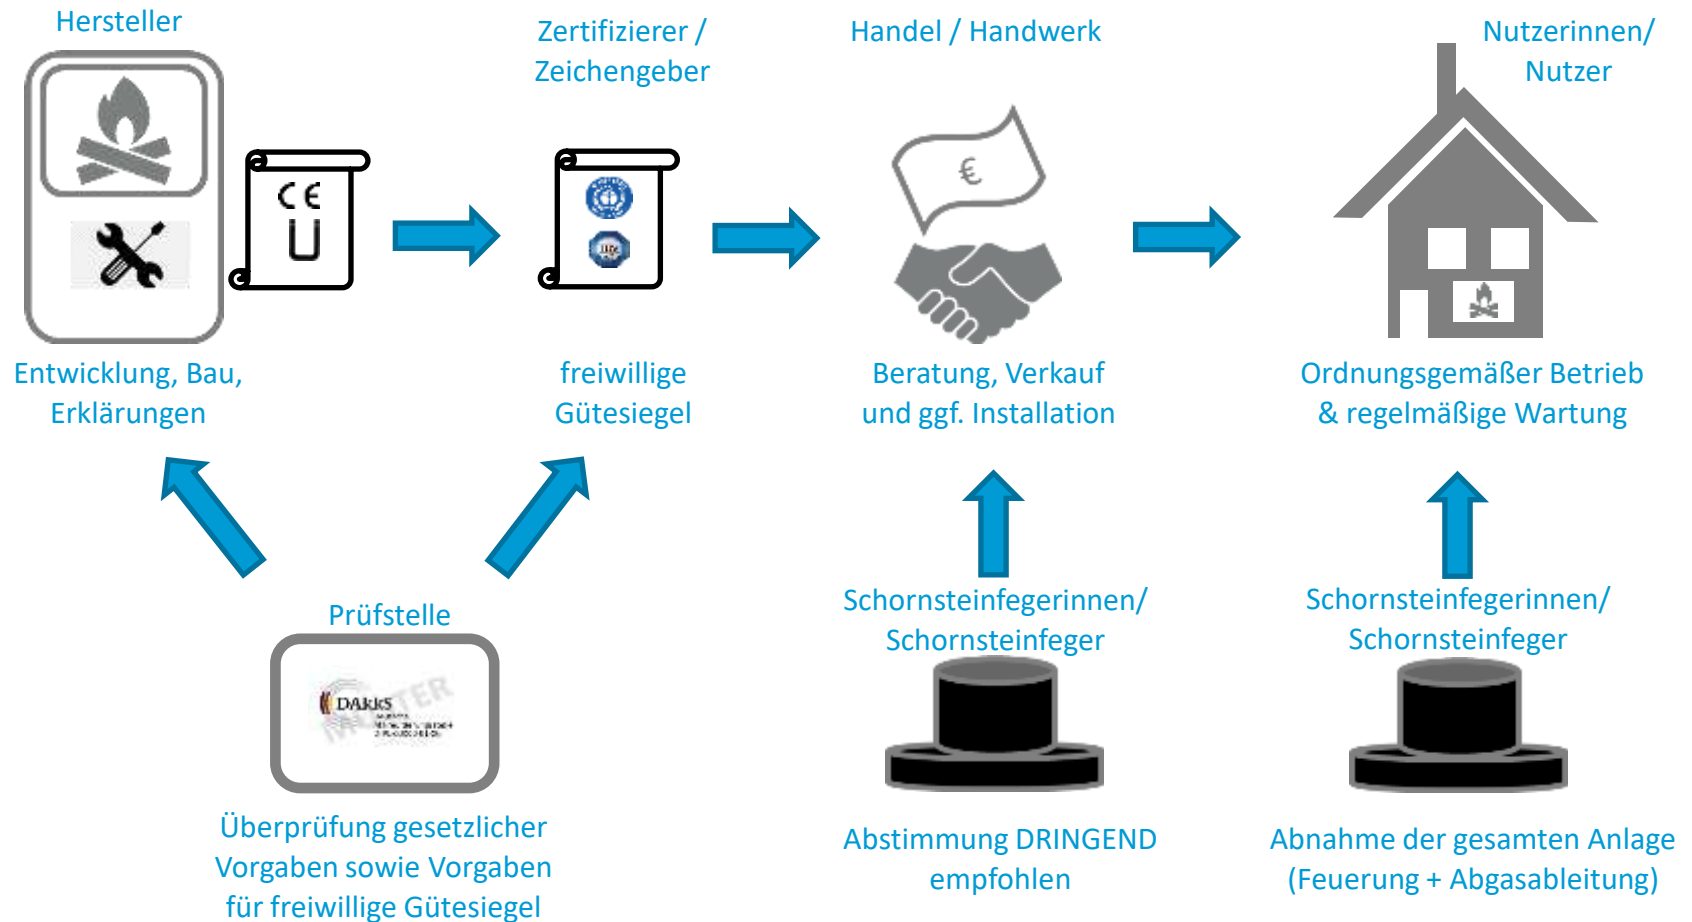 Hersteller
Zertifizierer /
Zeichengeber
Handel / Handwerk
Nutzerinnen/
Nutzer
CE
Ü
€
Entwicklung, Bau,
Erklärungen
freiwillige
Gütesiegel
Beratung, Verkauf
und ggf. Installation
Ordnungsgemäßer Betrieb
& regelmäßige Wartung
Prüfstelle
DAkkS
MUSTER
Überprüfung gesetzlicher
Vorgaben sowie Vorgaben
für freiwillige Gütesiegel
Schornsteinfegerinnen/
Schornsteinfeger
Abstimmung DRINGEND
empfohlen
Schornsteinfegerinnen/
Schornsteinfeger
Abnahme der gesamten Anlage
(Feuerung + Abgasableitung)